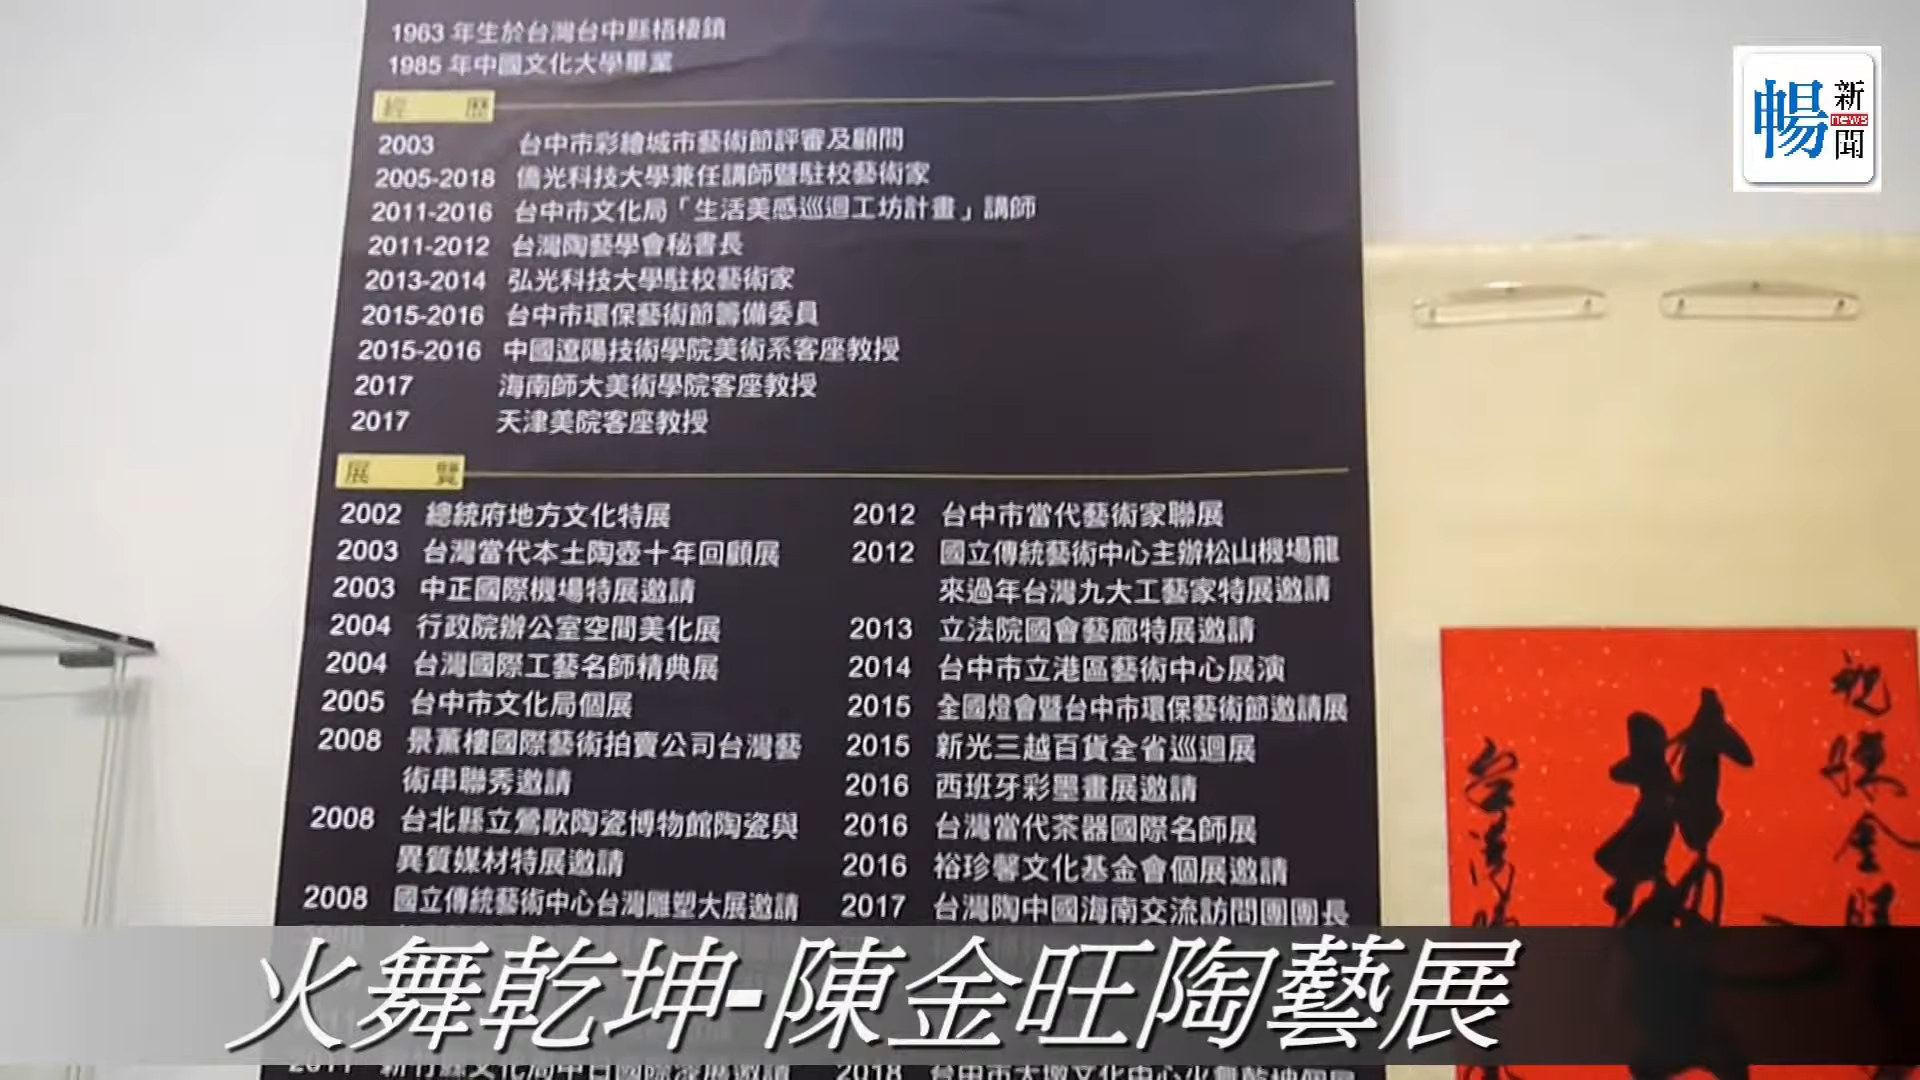 1963 年生於台灣台中縣梧棲鎮
1985 年中國文化大學畢業
經 歷
2003 台中市彩繪城市藝術節評審及顧問
2005-2018 僑光科技大學兼任講師暨駐校藝術家
2011-2016 台中市文化局「生活美感巡迴工坊計畫」講師
2011-2012 台灣陶藝學會秘書長
2013-2014 弘光科技大學駐校藝術家
2015-2016 台中市環保藝術節籌備委員
2015-2016 中國遼陽技術學院美術系客座教授
2017 海南師大美術學院客座教授
2017 天津美院客座教授
展 覽
2002 總統府地方文化特展
2003 台灣當代本土陶壺十年回顧展
2003 中正國際機場特展邀請
2004 行政院辦公室空間美化展
2004 台灣國際工藝名師精典展
2005 台中市文化局個展
2008 景薰樓國際藝術拍賣公司台灣藝
術串聯秀邀請
2008 台北縣立鶯歌陶瓷博物館陶瓷與
異質媒材特展邀請
2008 國立傳統藝術中心台灣雕塑大展邀請
2012 台中市當代藝術家聯展
2012 國立傳統藝術中心主辦松山機場龍
來過年台灣九大工藝家特展邀請
2013 立法院國會藝廊特展邀請
2014 台中市立港區藝術中心展演
2015 全國燈會暨台中市環保藝術節邀請展
2015 新光三越百貨全省巡迴展
2016 西班牙彩墨畫展邀請
2016 台灣當代茶器國際名師展
2016 裕珍馨文化基金會個展邀請
2017 台灣陶中國海南交流訪問團團長
2018 台中市大墩文化中心火舞乾坤個展
暢
新
news
聞
祝陳金旺
台灣
火舞乾坤-陳金旺陶藝展